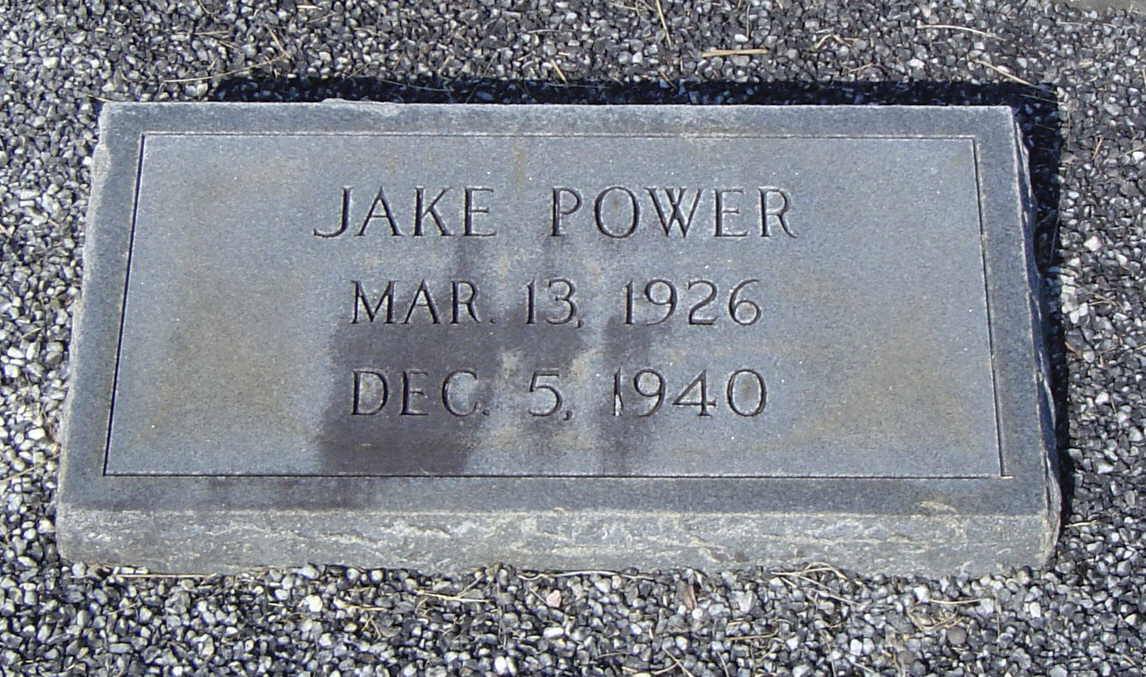 JAKE POWER
MAR. 13, 1926
DEC. 5, 1940